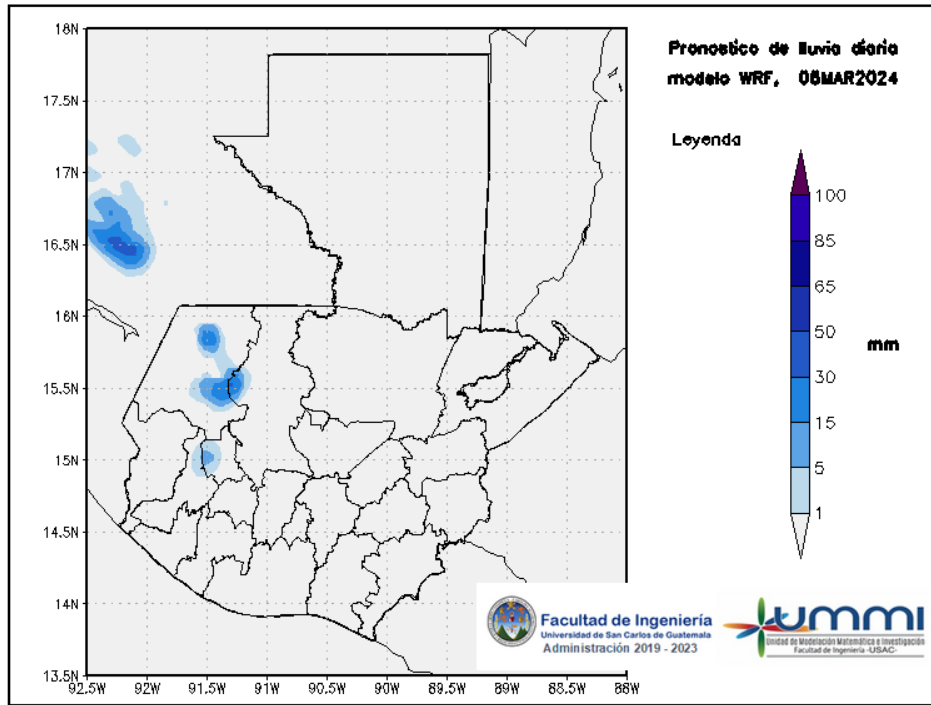 Pronostico de lluvia diaria
modelo WRF, 06MAR2024
Leyenda
100
85
65
50
30
15
5
1
mm
18N
17.5N
17N
16.5N
16N
15.5N
15N
14.5N
14N
13.5N
92.5W 92W 91.5W 91W 90.5W 90W 89.5W 89W 88.5W 88W
Facultad de Ingeniería
Universidad de San Carlos de Guatemala
Administración 2019 - 2023
ummi
Unidad de Modelación Matemática e Investigación
Facultad de Ingeniería -USAC-